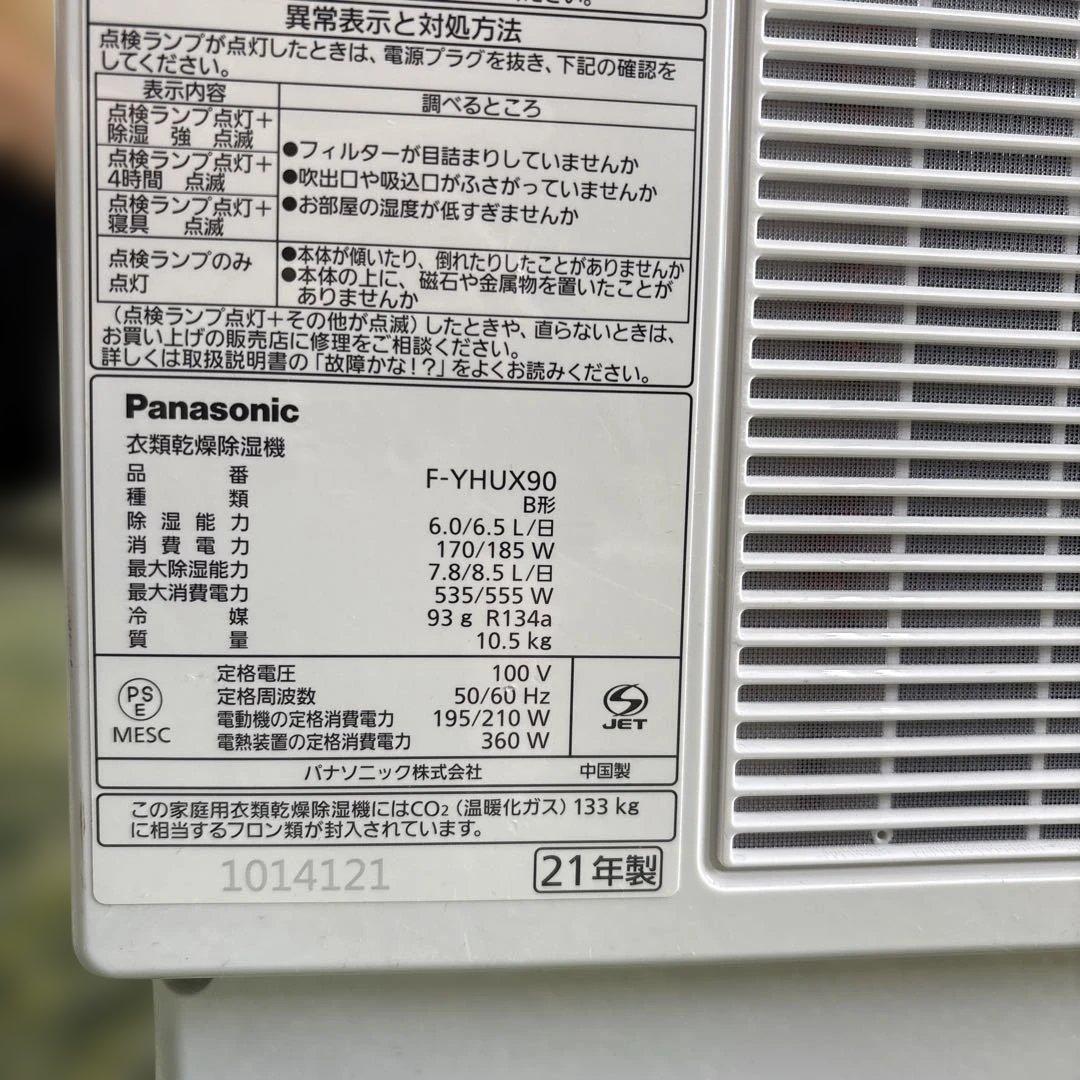 ださい。
異常表示と対処方法
点検ランプが点灯したときは、電源プラグを抜き、下記の確認を
してください。
表示内容 調べるところ
点検ランプ点灯+
除湿 強 点滅
点検ランプ点灯+
4時間 点滅
点検ランプ点灯+
寝具 点滅
●フィルターが目詰まりしていませんか
●吹出口や吸込口がふさがっていませんか
●お部屋の湿度が低すぎませんか
点検ランプのみ
点灯
●本体が傾いたり、倒れたりしたことがありませんか
●本体の上に、磁石や金属物を置いたことが
ありませんか
(点検ランプ点灯+その他が点滅)したときや、直らないときは、
お買い上げの販売店に修理をご相談ください。
詳しくは取扱説明書の「故障かな!?」をよくお読みください。
Panasonic
衣類乾燥除湿機
品番 F-YHUX90
種類 B形
除湿能力 6.0/6.5 L/日
消費電力 170/185 W
最大除湿能力 7.8/8.5 L/日
最大消費電力 535/555 W
冷媒 93 g R134a
質量 10.5 kg
PS
E
MESC
定格電圧 100 V
定格周波数 50/60 Hz
電動機の定格消費電力 195/210 W
電熱装置の定格消費電力 360 W
JET
パナソニック株式会社 中国製
この家庭用衣類乾燥除湿機にはCO₂(温暖化ガス)133 kg
に相当するフロン類が封入されています。
1014121 21年製